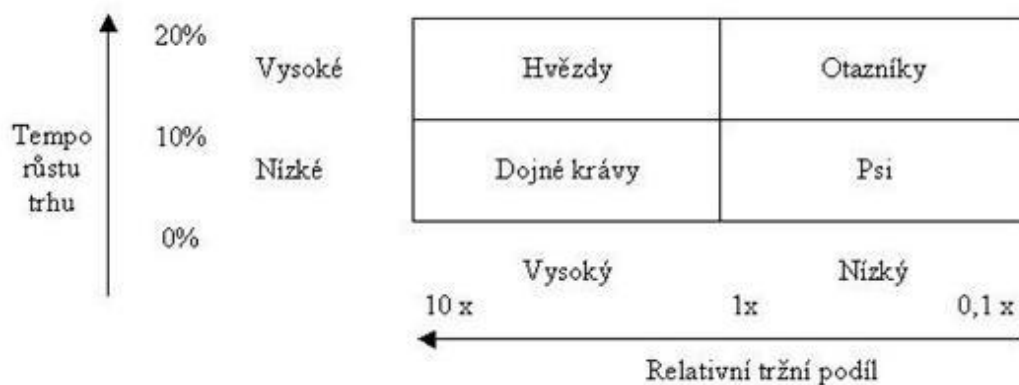 20%
Vysoké
Hvězdy
Otazníky
Tempo
růstu
trhu
10%
Nízké
Dojné krávy
Psi
0%
Vysoký
Nízký
10 x
1x
0,1 x
Relativní tržní podíl